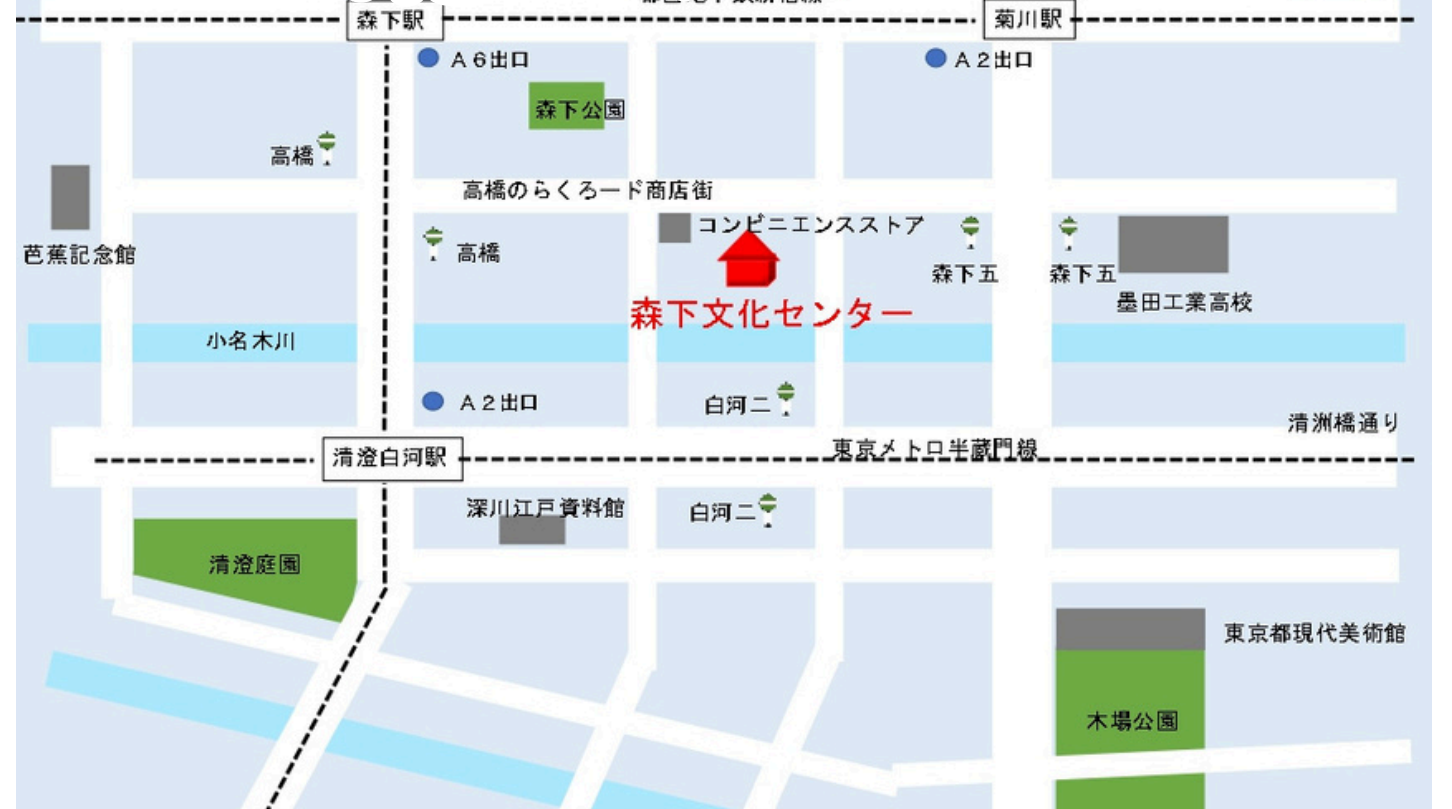 森下駅
菊川駅
A6出口
A2出口
森下公園
高橋
高橋のらくろード商店街
コンビニエンスストア
芭蕉記念館
高橋
森下五
森下五
墨田工業高校
森下文化センター
小名木川
A2出口
白河二
清洲橋通り
東京メトロ半蔵門線
清澄白河駅
深川江戸資料館
白河二
清澄庭園
東京都現代美術館
木場公園